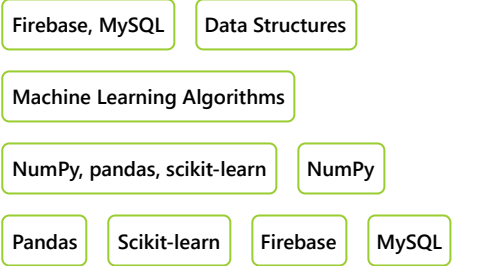 Firebase, MySQL Data Structures
Machine Learning Algorithms
NumPy, pandas, scikit-learn NumPy
Pandas Scikit-learn Firebase MySQL